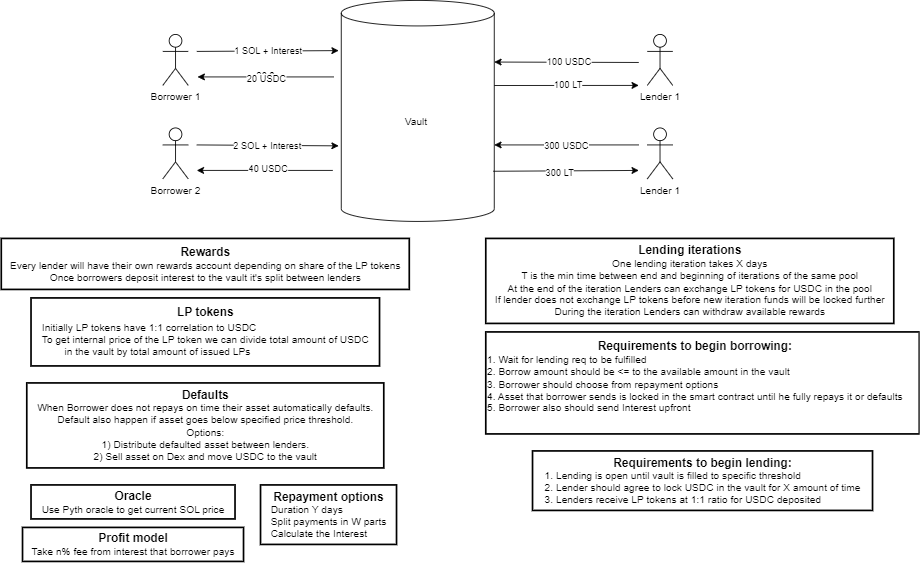 1 SOL + Interest
20 USDC
Borrower 1
2 SOL + Interest
40 USDC
Borrower 2
Vault
100 USDC
100 LT
Lender 1
300 USDC
300 LT
Lender 1
Rewards
Every lender will have their own rewards account depending on share of the LP tokens
Once borrowers deposit interest to the vault it's split between lenders
LP tokens
Initially LP tokens have 1:1 correlation to USDC
To get internal price of the LP token we can divide total amount of USDC
in the vault by total amount of issued LPs
Defaults
When Borrower does not repays on time their asset automatically defaults.
Default also happen if asset goes below specified price threshold.
Options:
1) Distribute defaulted asset between lenders.
2) Sell asset on Dex and move USDC to the vault
Oracle
Use Pyth oracle to get current SOL price
Profit model
Take n% fee from interest that borrower pays
Repayment options
Duration Y days
Split payments in W parts
Calculate the Interest
Lending iterations
One lending iteration takes X days
T is the min time between end and beginning of iterations of the same pool
At the end of the iteration Lenders can exchange LP tokens for USDC in the pool
If lender does not exchange LP tokens before new iteration funds will be locked further
During the iteration Lenders can withdraw available rewards
Requirements to begin borrowing:
1. Wait for lending req to be fulfilled
2. Borrow amount should be <= to the available amount in the vault
3. Borrower should choose from repayment options
4. Asset that borrower sends is locked in the smart contract until he fully repays it or defaults
5. Borrower also should send Interest upfront
Requirements to begin lending:
1. Lending is open until vault is filled to specific threshold
2. Lender should agree to lock USDC in the vault for X amount of time
3. Lenders receive LP tokens at 1:1 ratio for USDC deposited